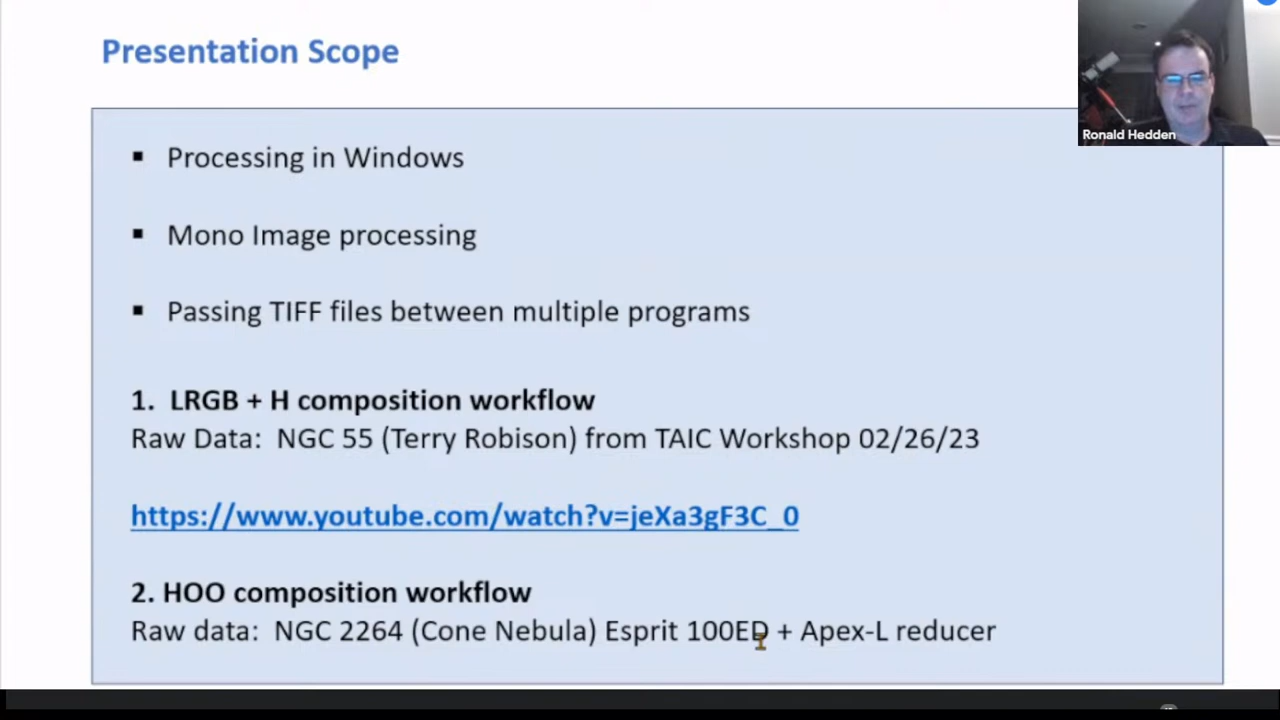 Presentation Scope
Ronald Hedden
▪ Processing in Windows
▪ Mono Image processing
▪ Passing TIFF files between multiple programs
1. LRGB + H composition workflow
Raw Data: NGC 55 (Terry Robison) from TAIC Workshop 02/26/23
https://www.youtube.com/watch?v=jeXa3gF3C_0
2. HOO composition workflow
Raw data: NGC 2264 (Cone Nebula) Esprit 100ED + Apex-L reducer